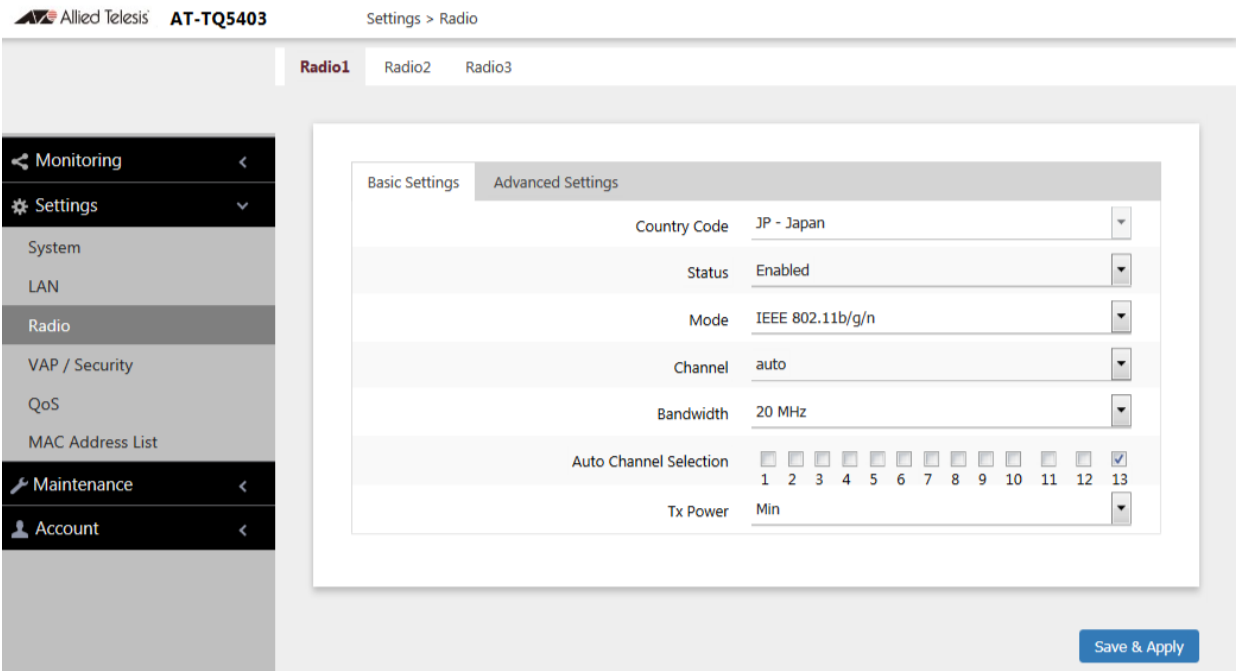 Allied Telesis AT-TQ5403 Settings > Radio
Radio1 Radio2 Radio3
Monitoring
Settings
System
LAN
Radio
VAP / Security
QoS
MAC Address List
Maintenance
Account
Basic Settings Advanced Settings
Country Code JP - Japan
Status Enabled
Mode IEEE 802.11b/g/n
Channel auto
Bandwidth 20 MHz
Auto Channel Selection
1 2 3 4 5 6 7 8 9 10 11 12 13
Tx Power Min
Save & Apply